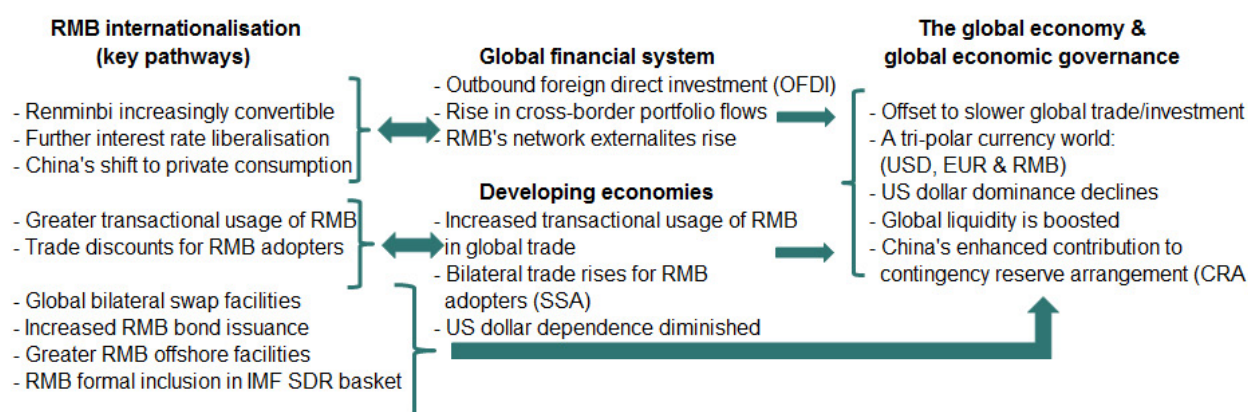 RMB internationalisation
(key pathways)
- Renminbi increasingly convertible
- Further interest rate liberalisation
- China's shift to private consumption
- Greater transactional usage of RMB
- Trade discounts for RMB adopters
- Global bilateral swap facilities
- Increased RMB bond issuance
- Greater RMB offshore facilities
- RMB formal inclusion in IMF SDR basket
Global financial system
- Outbound foreign direct investment (OFDI)
- Rise in cross-border portfolio flows
- RMB's network externalites rise
Developing economies
- Increased transactional usage of RMB
in global trade
- Bilateral trade rises for RMB
adopters (SSA)
- US dollar dependence diminished
The global economy &
global economic governance
- Offset to slower global trade/investment
- A tri-polar currency world:
(USD, EUR & RMB)
- US dollar dominance declines
- Global liquidity is boosted
- China's enhanced contribution to
contingency reserve arrangement (CRA